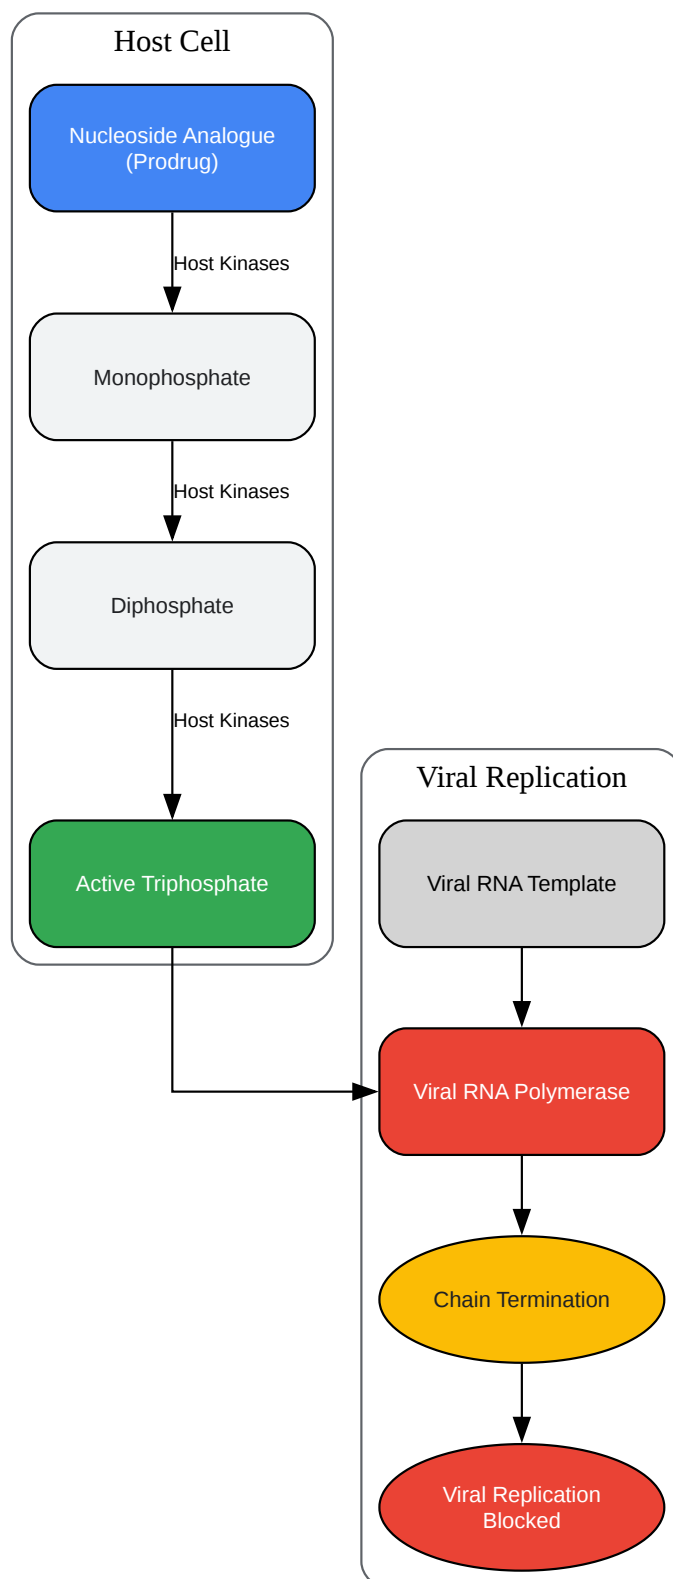 Host Cell
Nucleoside Analogue
(Prodrug)
Host Kinases
Monophosphate
Host Kinases
Diphosphate
Host Kinases
Active Triphosphate
Viral Replication
Viral RNA Template
Viral RNA Polymerase
Chain Termination
Viral Replication
Blocked